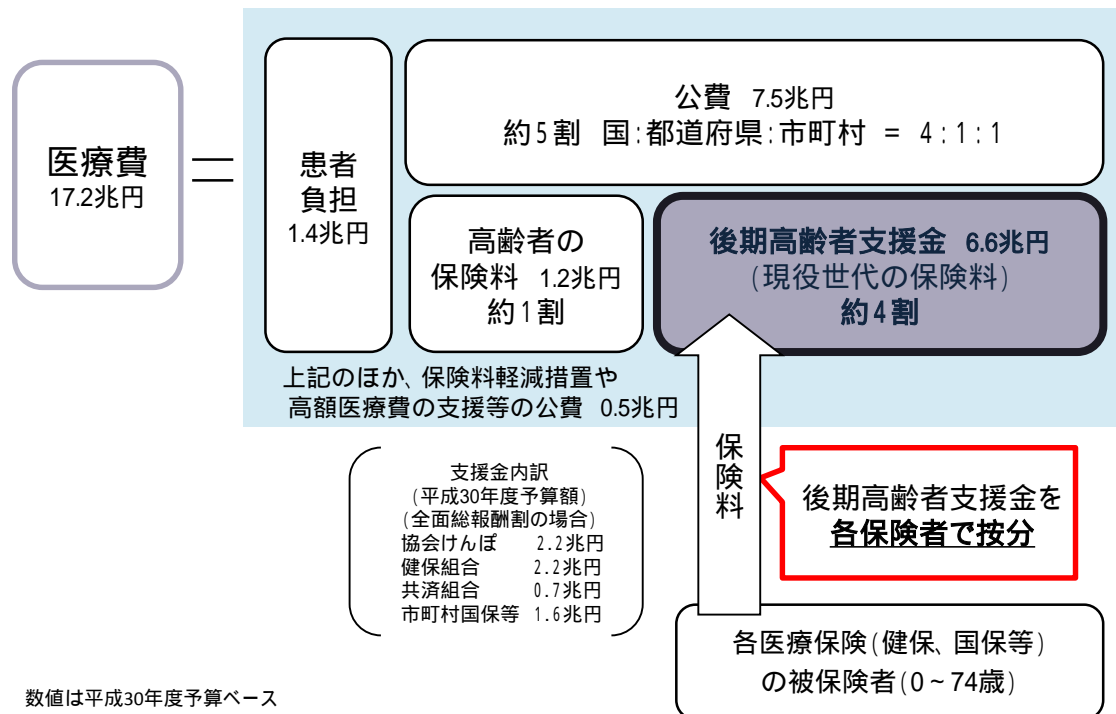 医療費
17.2兆円
＝
患者
負担
1.4兆円
公費 7.5兆円
約5割 国:都道府県:市町村 = 4:1:1
高齢者の
保険料 1.2兆円
約1割
後期高齢者支援金 6.6兆円
(現役世代の保険料)
約4割
上記のほか、保険料軽減措置や
高額医療費の支援等の公費 0.5兆円
支援金内訳
(平成30年度予算額)
(全面総報酬割の場合)
協会けんぽ 2.2兆円
健保組合 2.2兆円
共済組合 0.7兆円
市町村国保等 1.6兆円
保険料
後期高齢者支援金を
各保険者で按分
各医療保険(健保、国保等)
の被保険者(0~74歳)
数値は平成30年度予算ベース